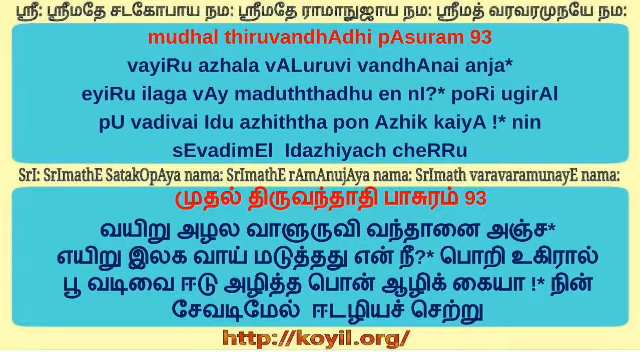 ஸ்ரீ: ஸ்ரீமதே சடகோபாய நம: ஸ்ரீமதே ராமாநுஜாய நம: ஸ்ரீமத் வரவரமுநயே நம:
mudhal thiruvandhAdhi pAsuram 93
vayiRu azhala vALuruvi vandhAnai anja*
eyiRu ilaga vAy maduththadhu en nI?* poRi ugirAl
pU vadivai Idu azhiththa pon Azhik kaiyA !* nin
sEvadimEl Idazhiyach cheRRu
SrI: SrImathE SatakOpAya nama: SrImathE rAmAnujAya nama: SrImath varavaramunayE nama:
முதல் திருவந்தாதி பாசுரம் 93
வயிறு அழல வாளுருவி வந்தானை அஞ்ச*
எயிறு இலக வாய் மடுத்தது என் நீ?* பொறி உகிரால்
பூ வடிவை ஈடு அழித்த பொன் ஆழிக் கையா !* நின்
சேவடிமேல் ஈடழியச் செற்று
http://koyil.org/